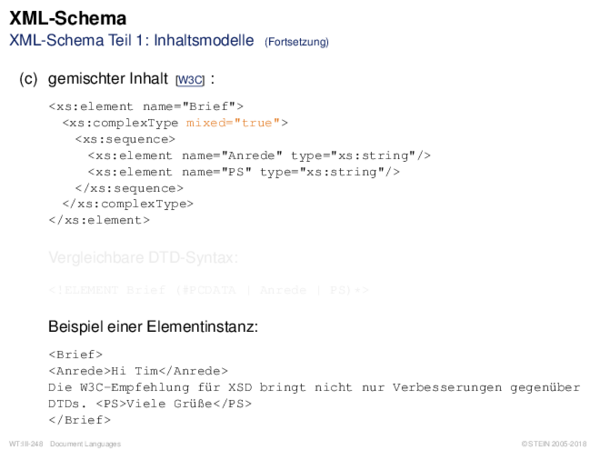 XML-Schema
XML-Schema Teil 1: Inhaltsmodelle (Fortsetzung)
(c) gemischter Inhalt [W3C] :
<xs:element name="Brief">
<xs:complexType mixed="true">
<xs:sequence>
<xs:element name="Anrede" type="xs:string"/>
<xs:element name="PS" type="xs:string"/>
</xs:sequence>
</xs:complexType>
</xs:element>
Vergleichbare DTD-Syntax:
<!ELEMENT Brief (#PCDATA | Anrede | PS)*>
Beispiel einer Elementinstanz:
<Brief>
<Anrede>Hi Tim</Anrede>
Die W3C-Empfehlung für XSD bringt nicht nur Verbesserungen gegenüber
DTDs. <PS>Viele Grüße</PS>
</Brief>
WT:III-248 Document Languages
© STEIN 2005-2018